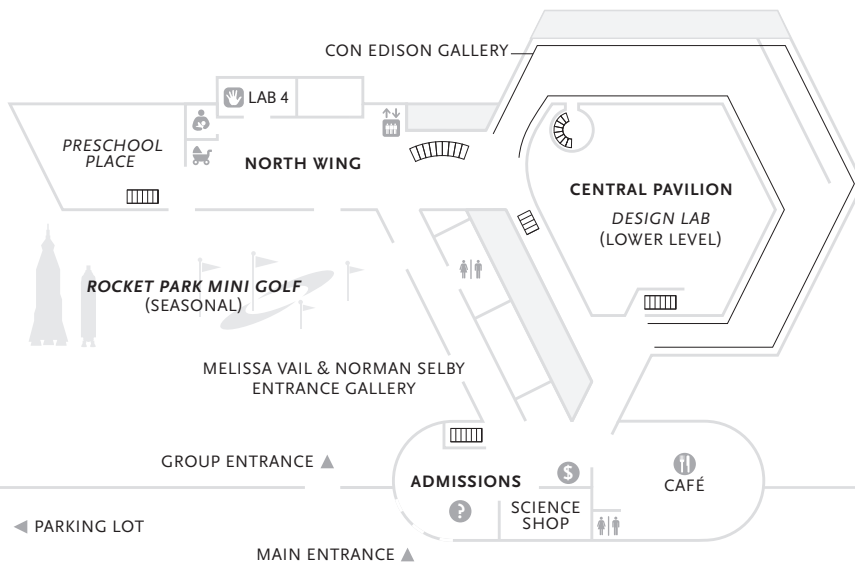 CON EDISON GALLERY
LAB 4
PRESCHOOL
PLACE
NORTH WING
CENTRAL PAVILION
DESIGN LAB
(LOWER LEVEL)
ROCKET PARK MINI GOLF
(SEASONAL)
MELISSA VAIL & NORMAN SELBY
ENTRANCE GALLERY
GROUP ENTRANCE
ADMISSIONS
$
CAFÉ
?
SCIENCE
SHOP
PARKING LOT
MAIN ENTRANCE